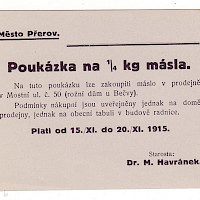 Město Přerov.
Poukázka na ¼ kg másla.
Na tuto poukázku lze zakoupiti máslo v prodejně
v Mostní ul. č. 50 (rožní dům u Bečvy)
Podmínky nákupní jsou uveřejněny jednak na domě
prodejny, jednak na obecní tabuli v budově radnice.
Platí od 15./XI. do 20./XI. 1915.
Starosta:
Dr. M. Havránek